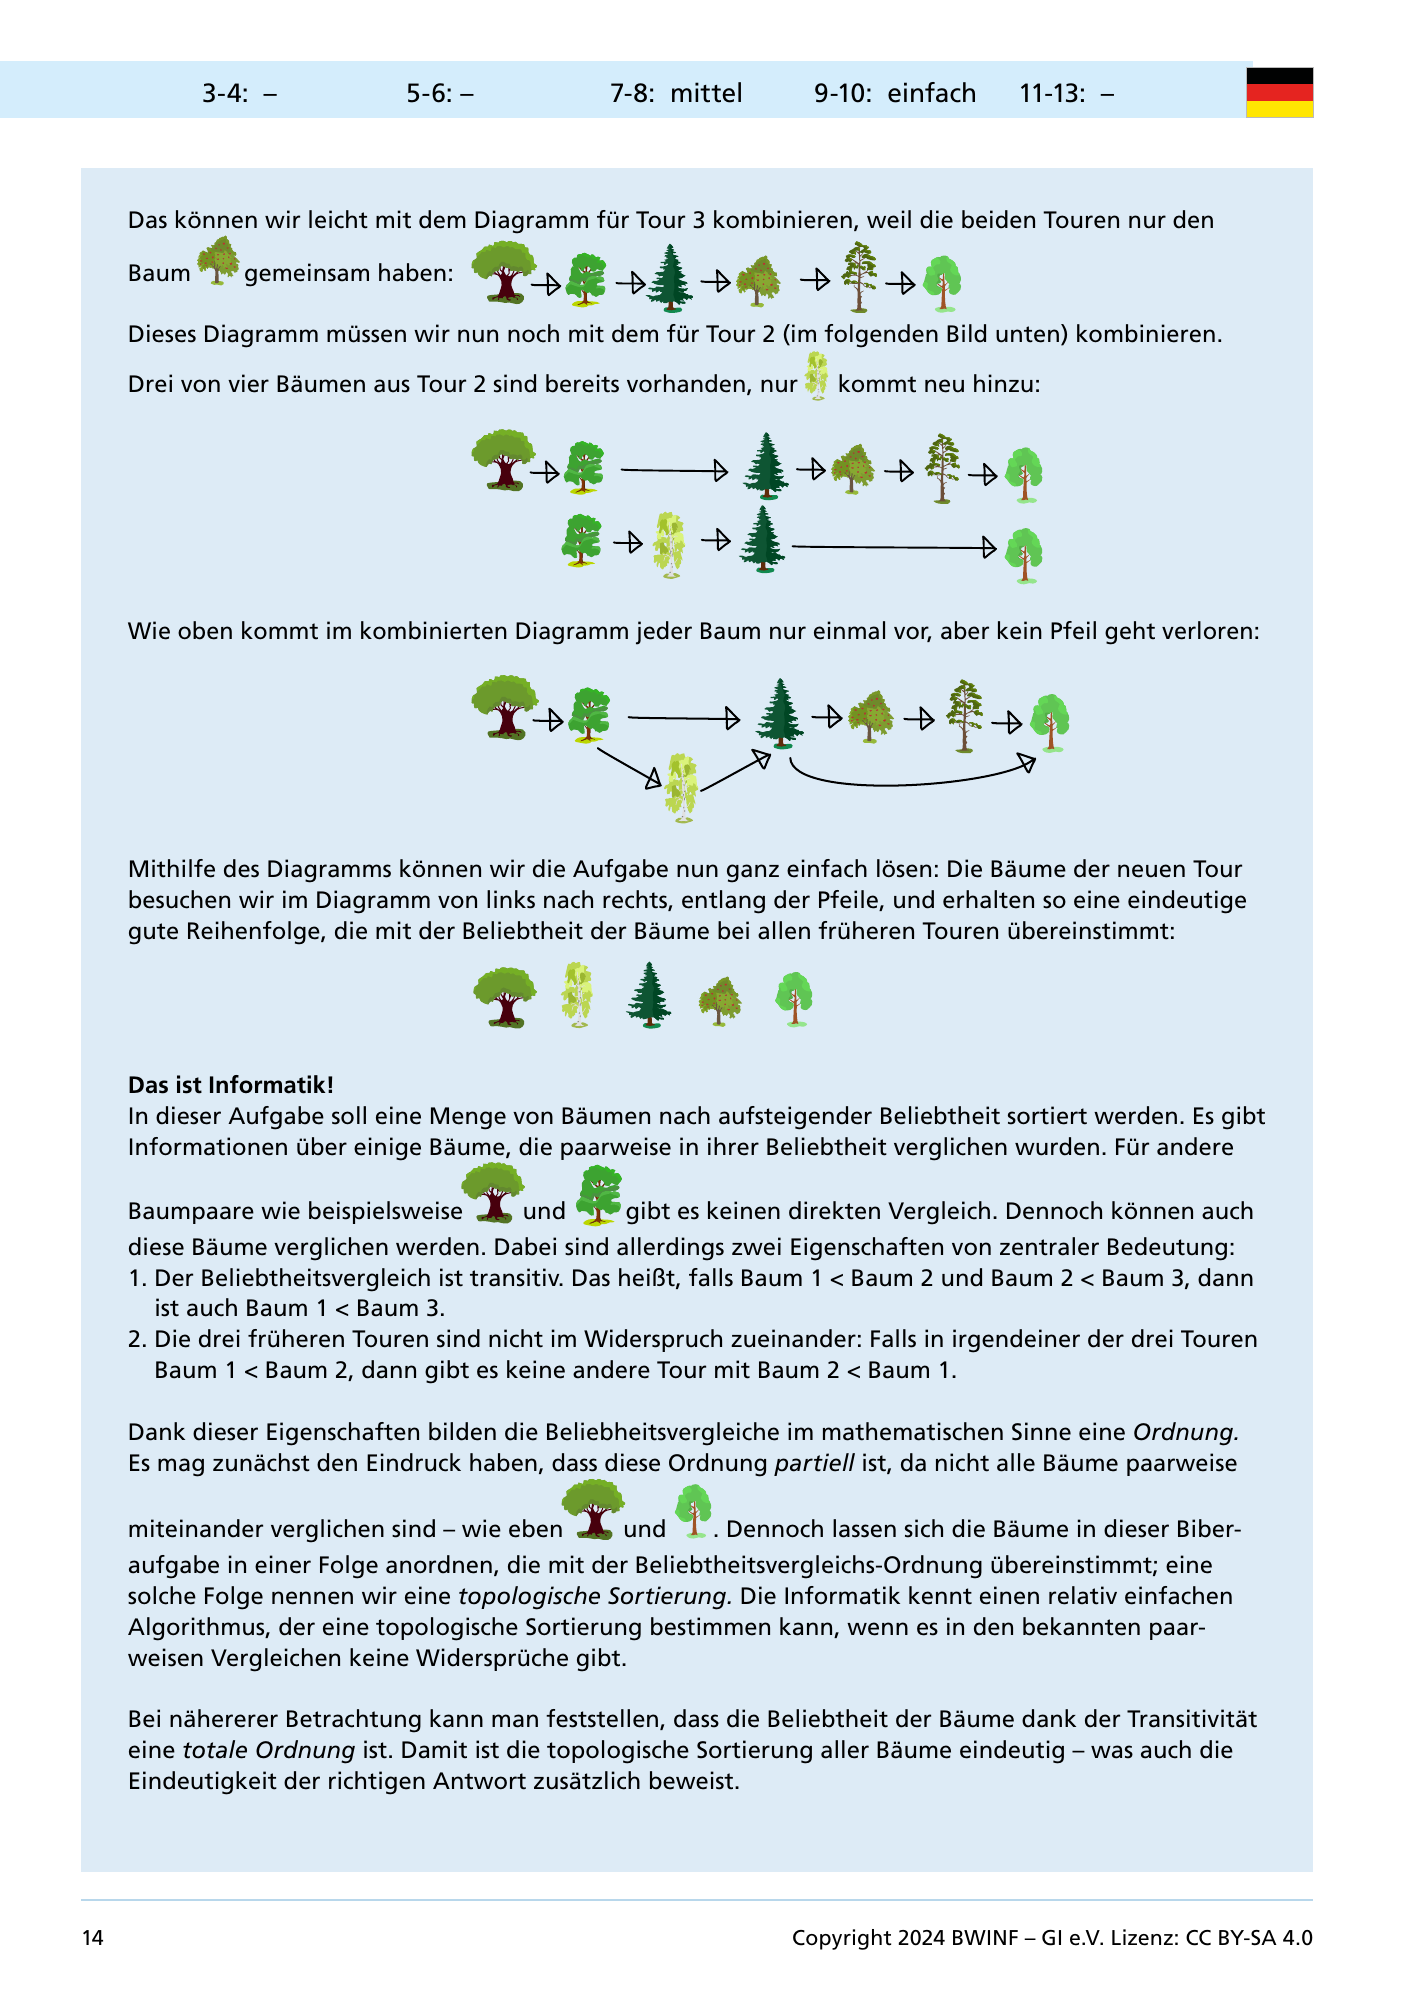 3-4: – 5-6: – 7-8: mittel 9-10: einfach 11-13: –
Das können wir leicht mit dem Diagramm für Tour 3 kombinieren, weil die beiden Touren nur den
Baum gemeinsam haben:
Dieses Diagramm müssen wir nun noch mit dem für Tour 2 (im folgenden Bild unten) kombinieren.
Drei von vier Bäumen aus Tour 2 sind bereits vorhanden, nur kommt neu hinzu:
Wie oben kommt im kombinierten Diagramm jeder Baum nur einmal vor, aber kein Pfeil geht verloren:
Mithilfe des Diagramms können wir die Aufgabe nun ganz einfach lösen: Die Bäume der neuen Tour
besuchen wir im Diagramm von links nach rechts, entlang der Pfeile, und erhalten so eine eindeutige
gute Reihenfolge, die mit der Beliebtheit der Bäume bei allen früheren Touren übereinstimmt:
Das ist Informatik!
In dieser Aufgabe soll eine Menge von Bäumen nach aufsteigender Beliebtheit sortiert werden. Es gibt
Informationen über einige Bäume, die paarweise in ihrer Beliebtheit verglichen wurden. Für andere
Baumpaare wie beispielsweise und gibt es keinen direkten Vergleich. Dennoch können auch
diese Bäume verglichen werden. Dabei sind allerdings zwei Eigenschaften von zentraler Bedeutung:
1. Der Beliebtheitsvergleich ist transitiv. Das heißt, falls Baum 1 < Baum 2 und Baum 2 < Baum 3, dann
ist auch Baum 1 < Baum 3.
2. Die drei früheren Touren sind nicht im Widerspruch zueinander: Falls in irgendeiner der drei Touren
Baum 1 < Baum 2, dann gibt es keine andere Tour mit Baum 2 < Baum 1.
Dank dieser Eigenschaften bilden die Beliebheitsvergleiche im mathematischen Sinne eine Ordnung.
Es mag zunächst den Eindruck haben, dass diese Ordnung partiell ist, da nicht alle Bäume paarweise
miteinander verglichen sind – wie eben und . Dennoch lassen sich die Bäume in dieser Biber-
aufgabe in einer Folge anordnen, die mit der Beliebtheitsvergleichs-Ordnung übereinstimmt; eine
solche Folge nennen wir eine topologische Sortierung. Die Informatik kennt einen relativ einfachen
Algorithmus, der eine topologische Sortierung bestimmen kann, wenn es in den bekannten paar-
weisen Vergleichen keine Widersprüche gibt.
Bei nähererer Betrachtung kann man feststellen, dass die Beliebtheit der Bäume dank der Transitivität
eine totale Ordnung ist. Damit ist die topologische Sortierung aller Bäume eindeutig – was auch die
Eindeutigkeit der richtigen Antwort zusätzlich beweist.
14 Copyright 2024 BWINF – GI e.V. Lizenz: CC BY-SA 4.0